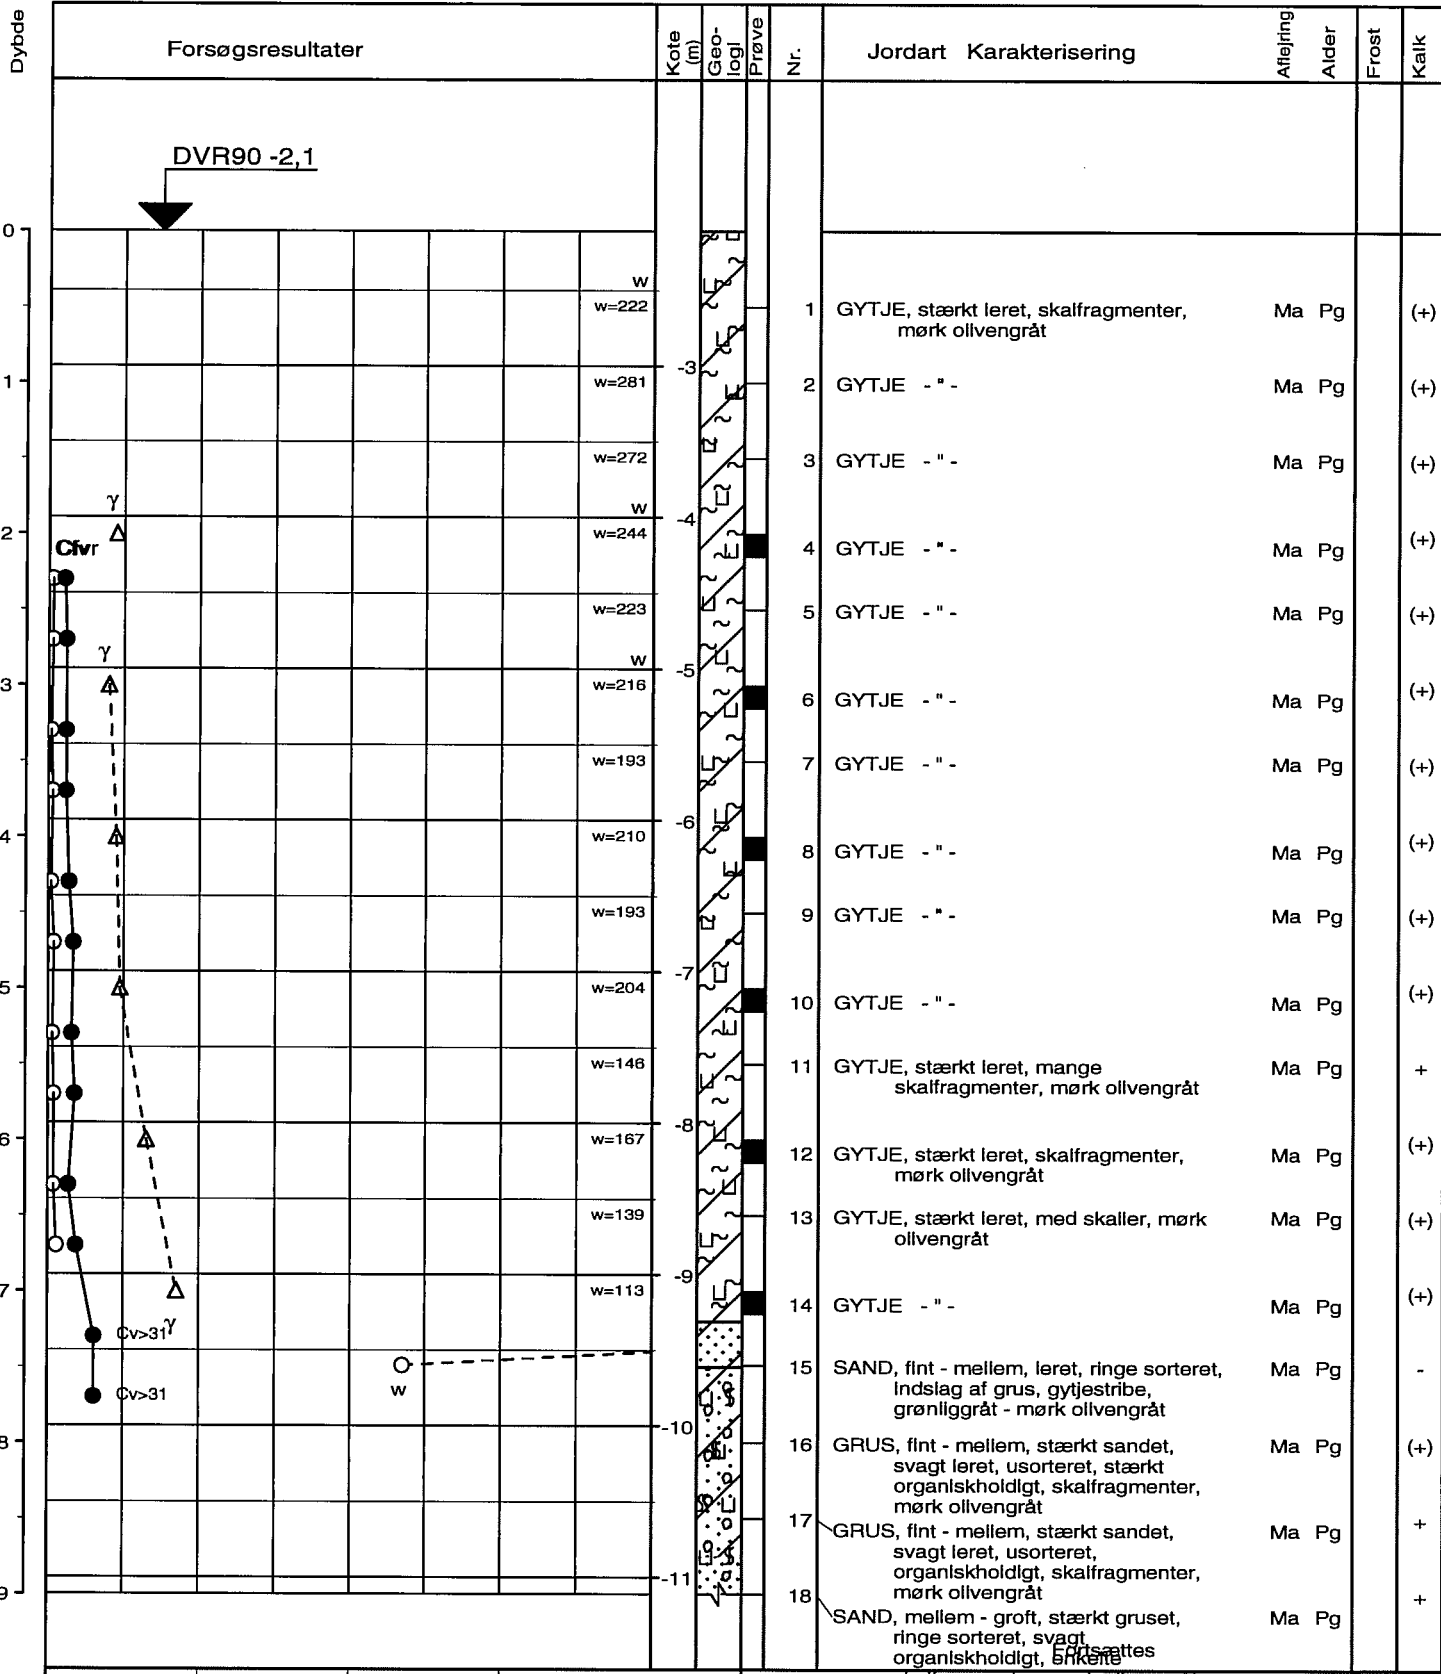 Dybde
Forsøgsresultater
Kote (m)
Geo-logi
Prøve
Nr.
Jordart Karakterisering
Aflejring
Alder
Frost
Kalk
DVR90 -2,1
0
w
w=222
1 GYTJE, stærkt leret, skalfragmenter, Ma Pg (+)
mørk olivengråt
-3
1
w=281
2 GYTJE - " - Ma Pg (+)
w=272
3 GYTJE - " - Ma Pg (+)
γ
w
-4
2
w=244
Cfvr
4 GYTJE - " - Ma Pg (+)
w=223
5 GYTJE - " - Ma Pg (+)
γ
w
-5
3
w=216
6 GYTJE - " - Ma Pg (+)
w=193
7 GYTJE - " - Ma Pg (+)
-6
4
w=210
8 GYTJE - " - Ma Pg (+)
w=193
9 GYTJE - " - Ma Pg (+)
-7
5
w=204
10 GYTJE - " - Ma Pg (+)
w=146
11 GYTJE, stærkt leret, mange Ma Pg +
skalfragmenter, mørk olivengråt
-8
6
w=167
12 GYTJE, stærkt leret, skalfragmenter, Ma Pg (+)
mørk olivengråt
w=139
13 GYTJE, stærkt leret, med skaller, mørk Ma Pg (+)
olivengråt
-9
7
w=113
14 GYTJE - " - Ma Pg (+)
Cv>31
γ
w
Cv>31
15 SAND, fint - mellem, leret, ringe sorteret, Ma Pg -
indslag af grus, gytjestribe,
grønliggråt - mørk olivengråt
-10
8
16 GRUS, fint - mellem, stærkt sandet, Ma Pg (+)
svagt leret, usorteret, stærkt
organiskholdigt, skalfragmenter,
mørk olivengråt
17 GRUS, fint - mellem, stærkt sandet, Ma Pg +
svagt leret, usorteret,
organiskholdigt, skalfragmenter,
mørk olivengråt
-11
9
18 SAND, mellem - groft, stærkt gruset, Ma Pg +
ringe sorteret, svagt
organiskholdigt, enkelte
Fortsættes